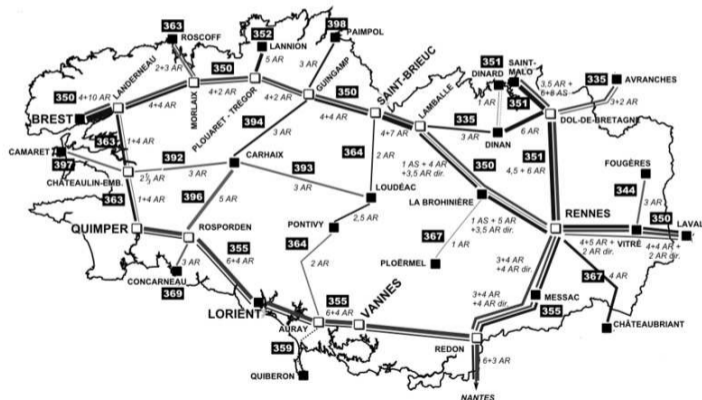 363
ROSCOFF
2+3 AR
352
LANNION
5 AR
398
PAIMPOL
3 AR
350
LANDERNEAU
4+10 AR
BREST
4+4 AR
MORLAIX
350
4+2 AR
PLOUARET - TRÉGOR
4+2 AR
GUINGAMP
350
4+4 AR
SAINT-BRIEUC
4+7 AR
LAMBALLE
335
3 AR
DINAN
351
DINARD
1 AR
SAINT-
MALO
351
3,5 AR +
6+8 AS
335
AVRANCHES
3+2 AR
DOL-DE-BRETAGNE
6 AR
351
4,5 + 6 AR
FOUGÈRES
344
3 AR
CAMARET
397
363
1+4 AR
CHÂTEAULIN-EMB.
392
2½ AR
3 AR
394
3 AR
CARHAIX
393
3 AR
364
2 AR
LOUDÉAC
1 AS + 4 AR
+3,5 AR dir.
350
LA BROHINIÈRE
1 AS + 5 AR
+3,5 AR dir.
RENNES
350
LAVAL
VITRÉ
4+5 AR +
2 AR dir.
4+4 AR +
2 AR dir.
363
1+4 AR
QUIMPER
396
5 AR
ROSPORDEN
3 AR
CONCARNEAU
369
355
6+4 AR
LORIENT
PONTIVY
2,5 AR
364
2 AR
367
1 AR
PLOËRMEL
3+4 AR
+4 AR dir.
367
4 AR
MESSAC
355
CHÂTEAUBRIANT
3+4 AR
+4 AR dir.
355
6+4 AR
VANNES
AURAY
359
QUIBERON
REDON
6+3 AR
NANTES